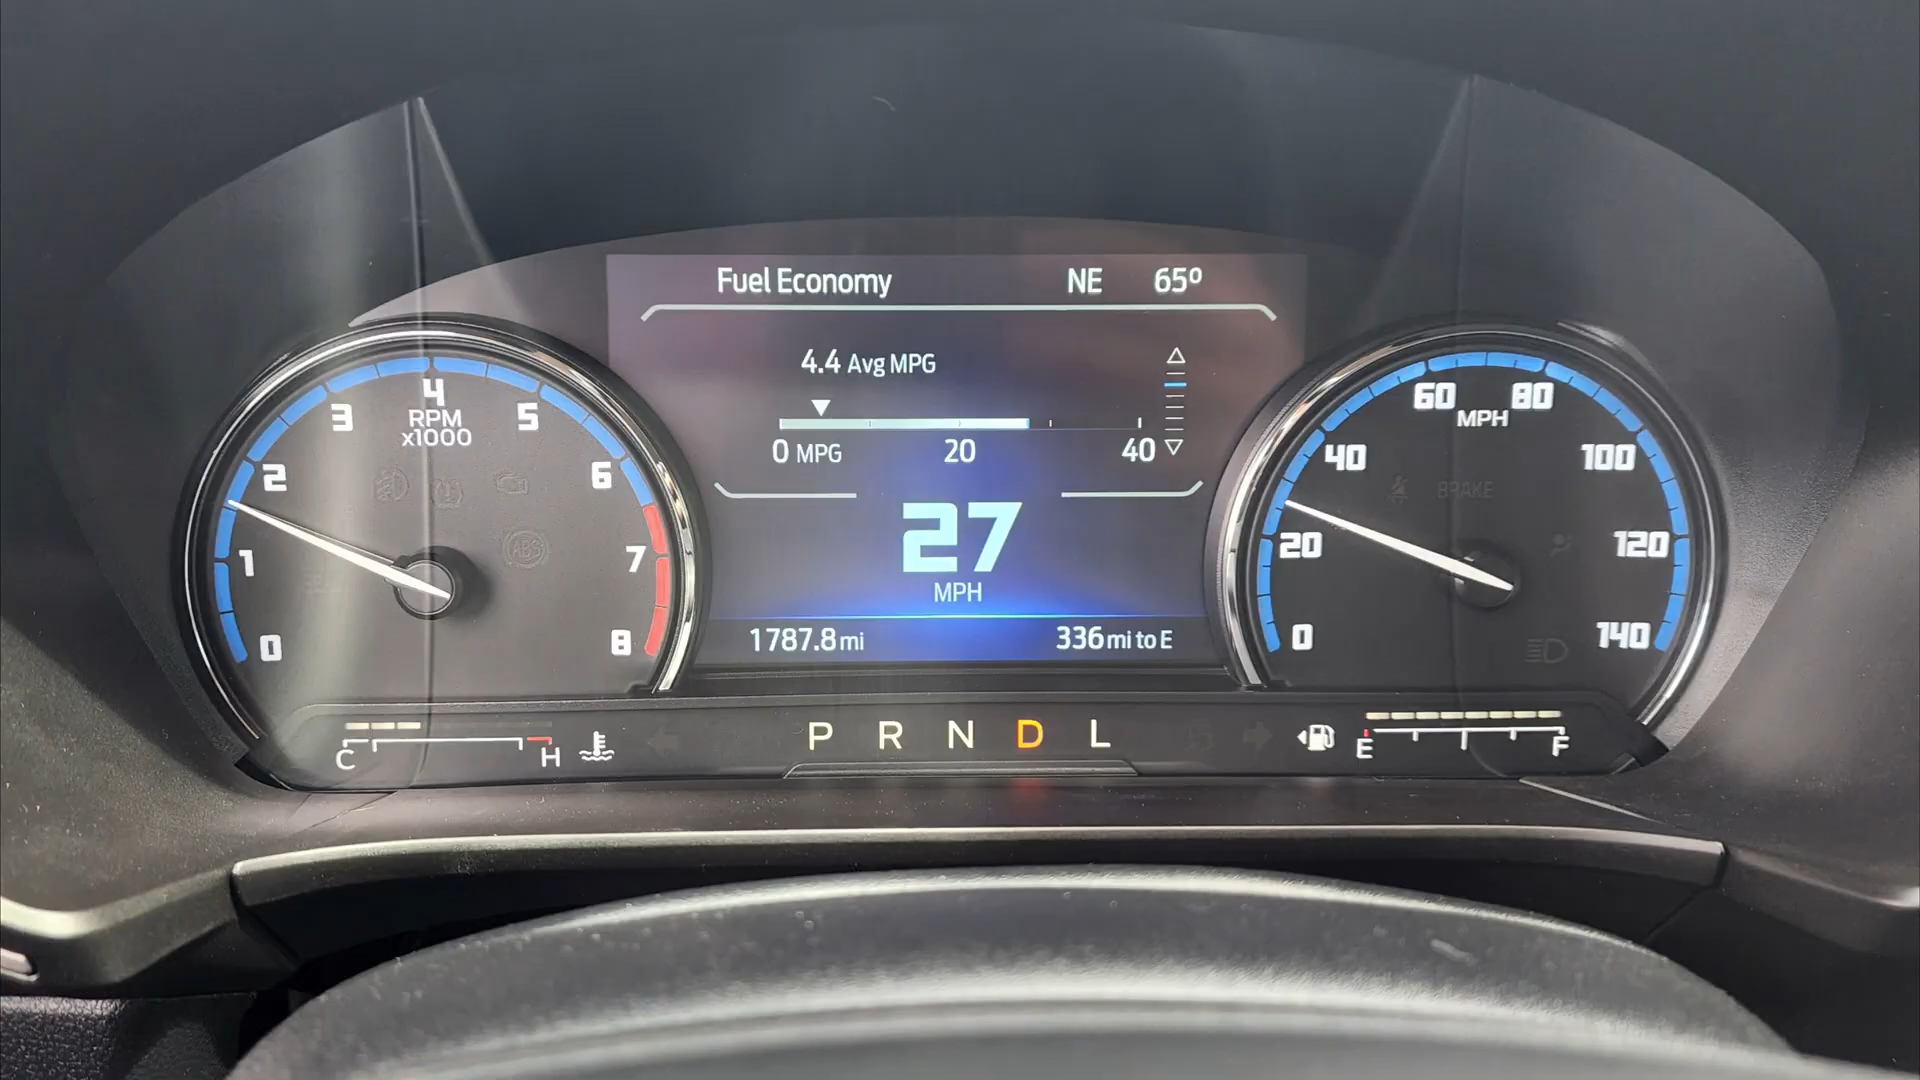 Fuel Economy NE 65º
4.4 Avg MPG
0 MPG 20 40
27
MPH
1787.8 mi 336 mi to E
0 1 2 3 4 5 6 7 8
RPM
x1000
ABS
0 20 40 60 80 100 120 140
MPH
BRAKE
C H
P R N D L
E F